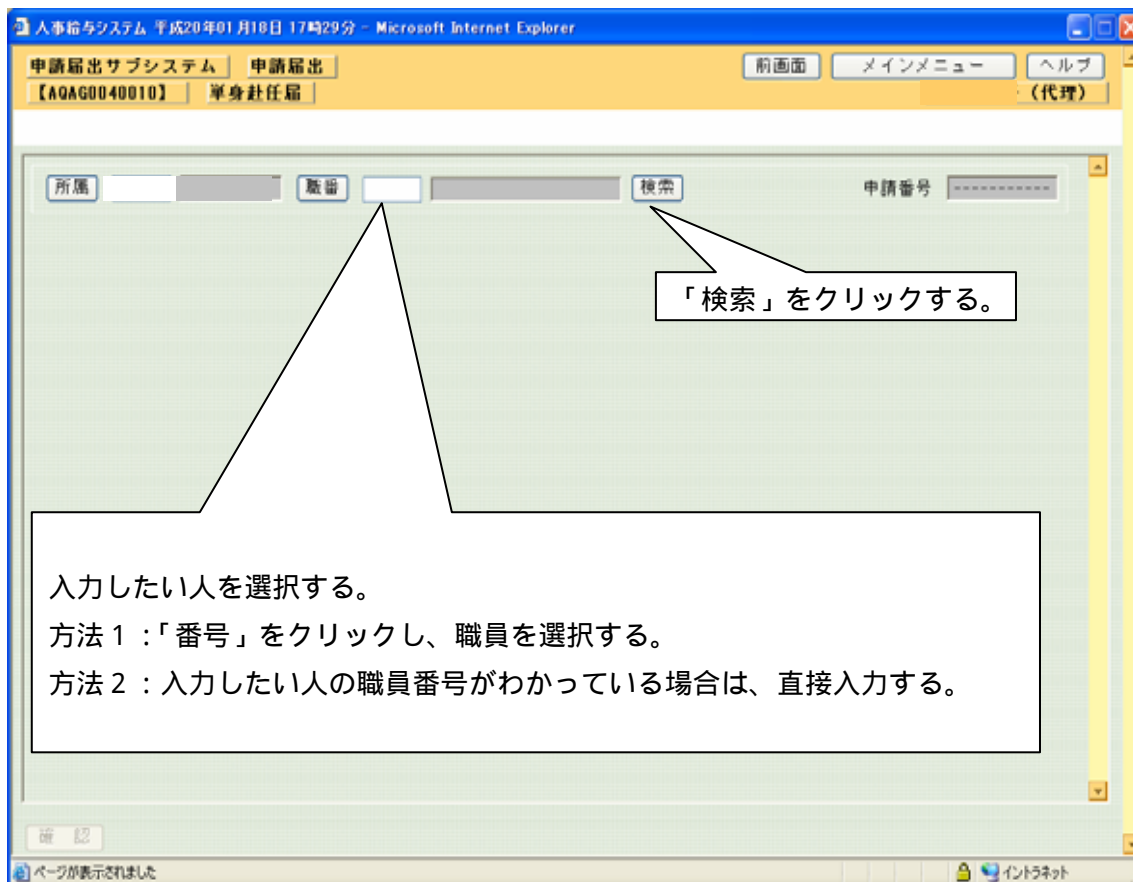 人事給与システム 平成20年01月18日 17時29分 - Microsoft Internet Explorer
申請届出サブシステム 申請届出 前画面 メインメニュー ヘルプ
【AQAG0040010】 単身赴任届 (代理)
所属 職番 検索 申請番号 -----------
「検索」をクリックする。
入力したい人を選択する。
方法1:「番号」をクリックし、職員を選択する。
方法2:入力したい人の職員番号がわかっている場合は、直接入力する。
確 認
ページが表示されました イントラネット